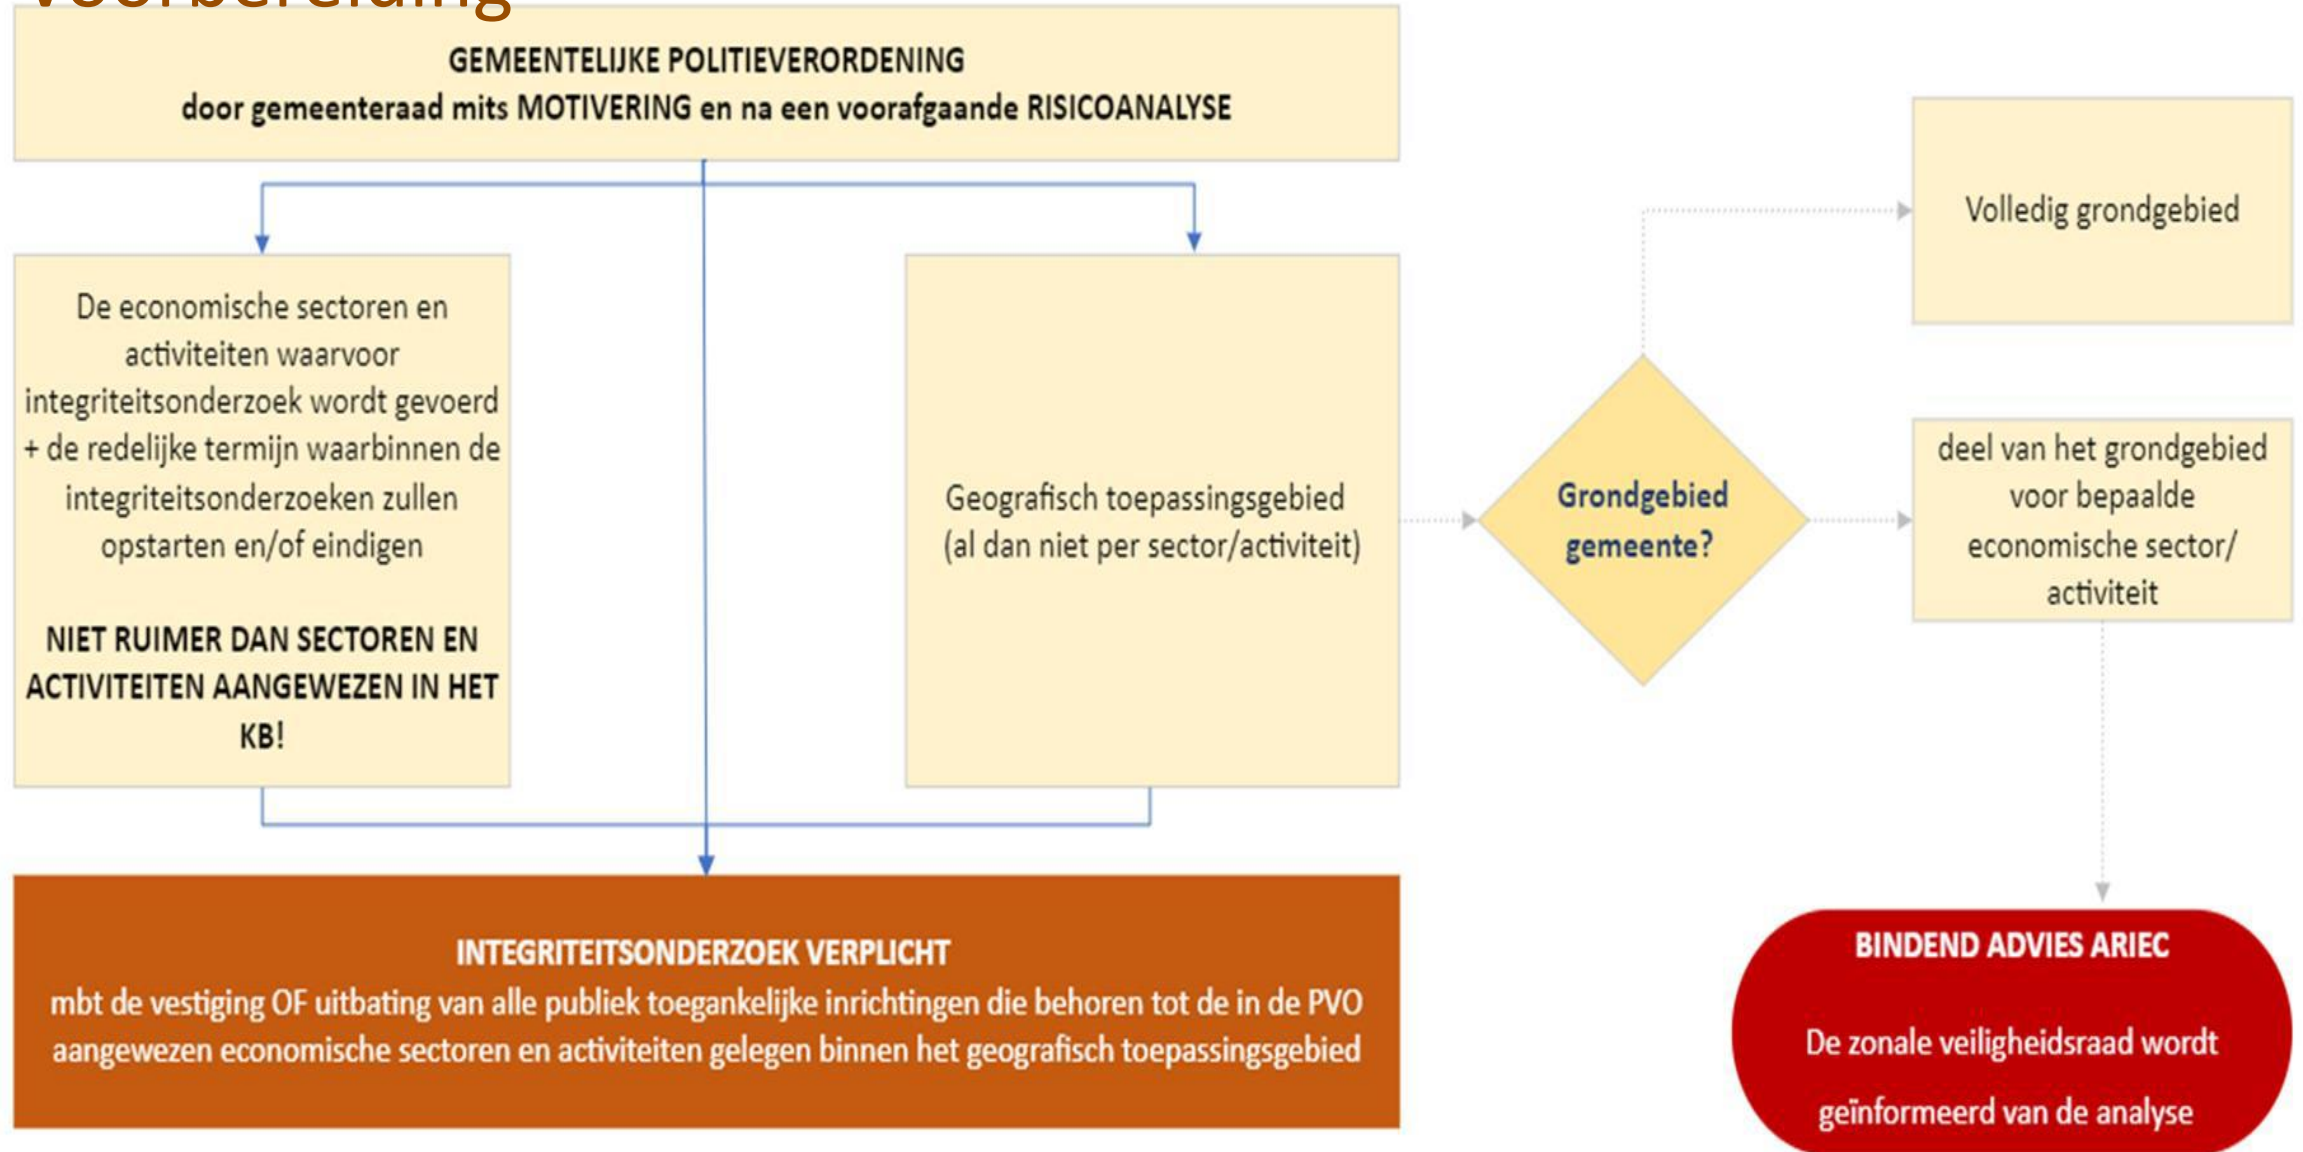 Voorbereiding
GEMEENTELIJKE POLITIEVERORDENING
door gemeenteraad mits MOTIVERING en na een voorafgaande RISICOANALYSE
De economische sectoren en
activiteiten waarvoor
integriteitsonderzoek wordt gevoerd
+ de redelijke termijn waarbinnen de
integriteitsonderzoeken zullen
opstarten en/of eindigen
NIET RUIMER DAN SECTOREN EN
ACTIVITEITEN AANGEWEZEN IN HET
KB!
Geografisch toepassingsgebied
(al dan niet per sector/activiteit)
Grondgebied
gemeente?
Volledig grondgebied
deel van het grondgebied
voor bepaalde
economische sector/
activiteit
INTEGRITEITSONDERZOEK VERPLICHT
mbt de vestiging OF uitbating van alle publiek toegankelijke inrichtingen die behoren tot de in de PVO
aangewezen economische sectoren en activiteiten gelegen binnen het geografisch toepassingsgebied
BINDEND ADVIES ARIEC
De zonale veiligheidsraad wordt
geïnformeerd van de analyse